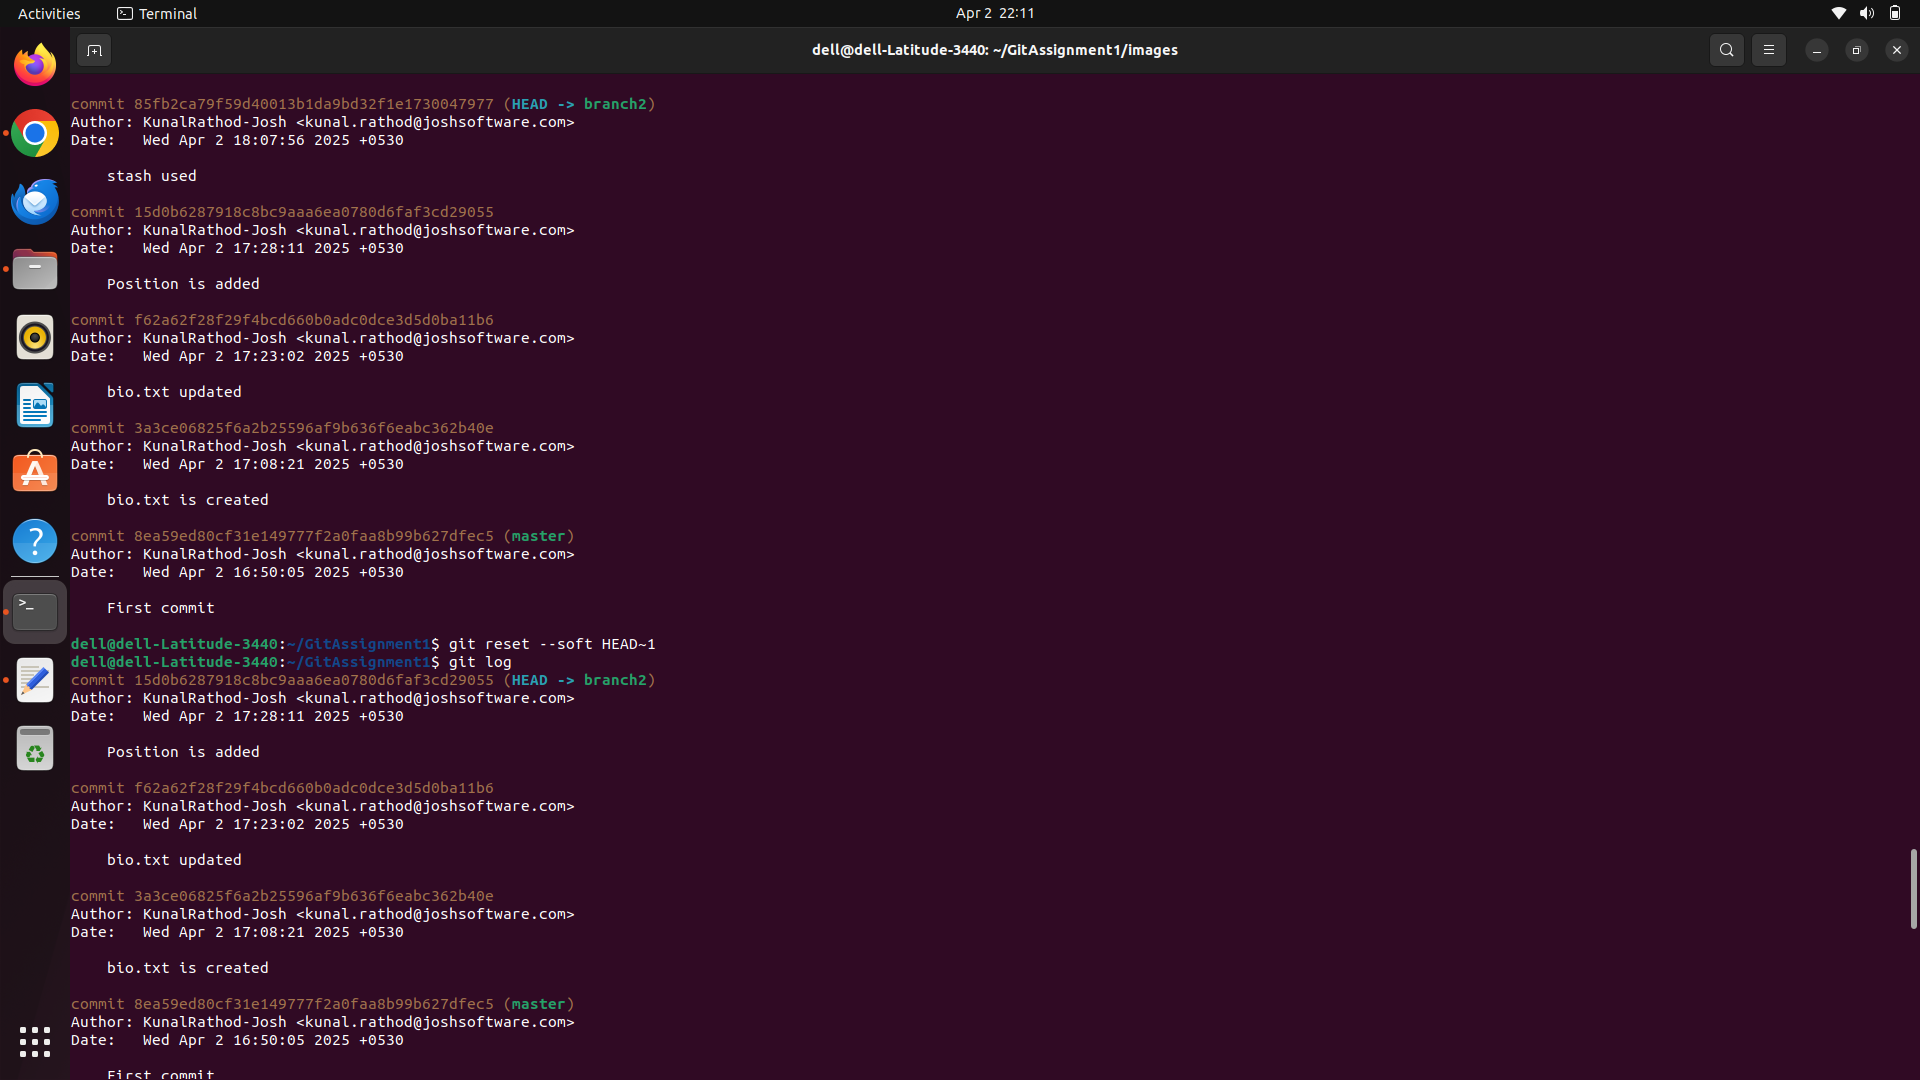 Activities
Terminal
Apr 2 22:11
dell@dell-Latitude-3440: ~/GitAssignment1/images
commit 85fb2ca79f59d40013b1da9bd32f1e1730047977 (HEAD -> branch2)
Author: KunalRathod-Josh <kunal.rathod@joshsoftware.com>
Date:   Wed Apr 2 18:07:56 2025 +0530
    stash used
commit 15d0b6287918c8bc9aaa6ea0780d6faf3cd29055
Author: KunalRathod-Josh <kunal.rathod@joshsoftware.com>
Date:   Wed Apr 2 17:28:11 2025 +0530
    Position is added
commit f62a62f28f29f4bcd660b0adc0dce3d5d0ba11b6
Author: KunalRathod-Josh <kunal.rathod@joshsoftware.com>
Date:   Wed Apr 2 17:23:02 2025 +0530
    bio.txt updated
commit 3a3ce06825f6a2b25596af9b636f6eabc362b40e
Author: KunalRathod-Josh <kunal.rathod@joshsoftware.com>
Date:   Wed Apr 2 17:08:21 2025 +0530
    bio.txt is created
commit 8ea59ed80cf31e149777f2a0faa8b99b627dfec5 (master)
Author: KunalRathod-Josh <kunal.rathod@joshsoftware.com>
Date:   Wed Apr 2 16:50:05 2025 +0530
    First commit
dell@dell-Latitude-3440:~/GitAssignment1$ git reset --soft HEAD~1
dell@dell-Latitude-3440:~/GitAssignment1$ git log
commit 15d0b6287918c8bc9aaa6ea0780d6faf3cd29055 (HEAD -> branch2)
Author: KunalRathod-Josh <kunal.rathod@joshsoftware.com>
Date:   Wed Apr 2 17:28:11 2025 +0530
    Position is added
commit f62a62f28f29f4bcd660b0adc0dce3d5d0ba11b6
Author: KunalRathod-Josh <kunal.rathod@joshsoftware.com>
Date:   Wed Apr 2 17:23:02 2025 +0530
    bio.txt updated
commit 3a3ce06825f6a2b25596af9b636f6eabc362b40e
Author: KunalRathod-Josh <kunal.rathod@joshsoftware.com>
Date:   Wed Apr 2 17:08:21 2025 +0530
    bio.txt is created
commit 8ea59ed80cf31e149777f2a0faa8b99b627dfec5 (master)
Author: KunalRathod-Josh <kunal.rathod@joshsoftware.com>
Date:   Wed Apr 2 16:50:05 2025 +0530
    First commit